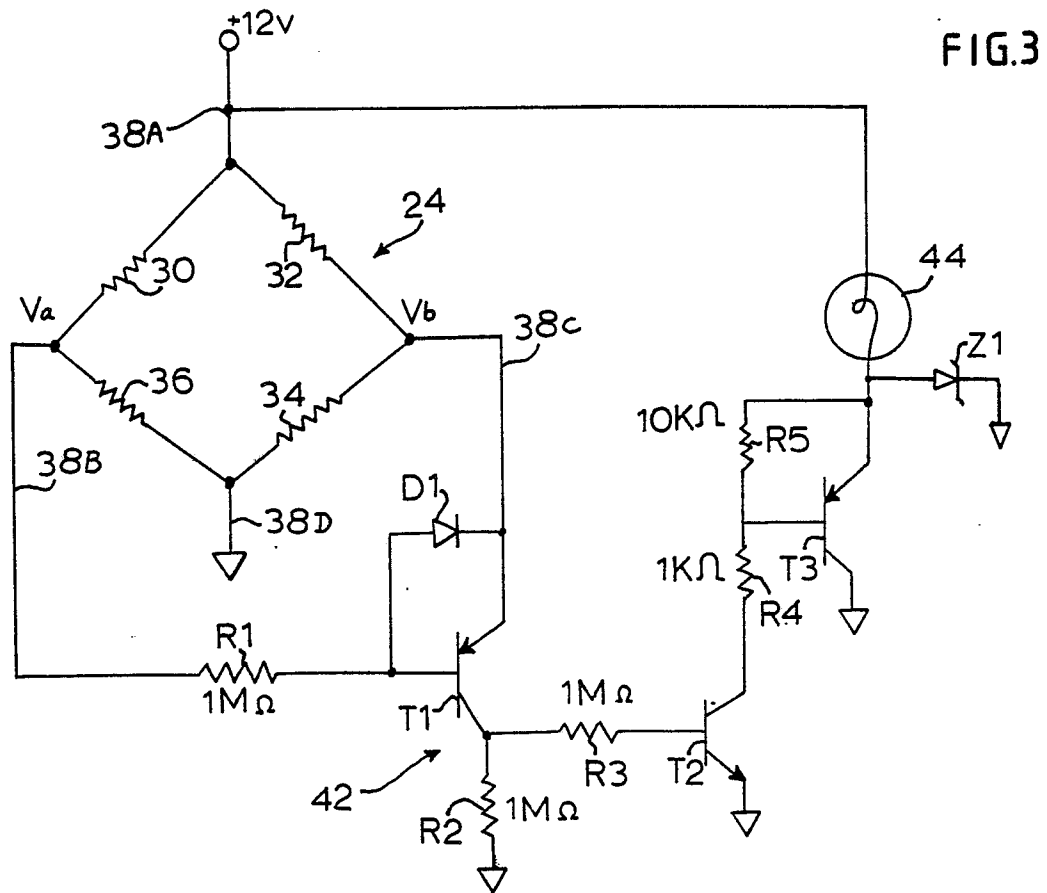 +12v
FIG.3
38A
24
30
32
44
Va
Vb
38C
Z1
36
34
10KΩ
R5
38B
D1
38D
1KΩ
T3
R4
R1
1MΩ
T1
1MΩ
R3
T2
42
R2
1MΩ